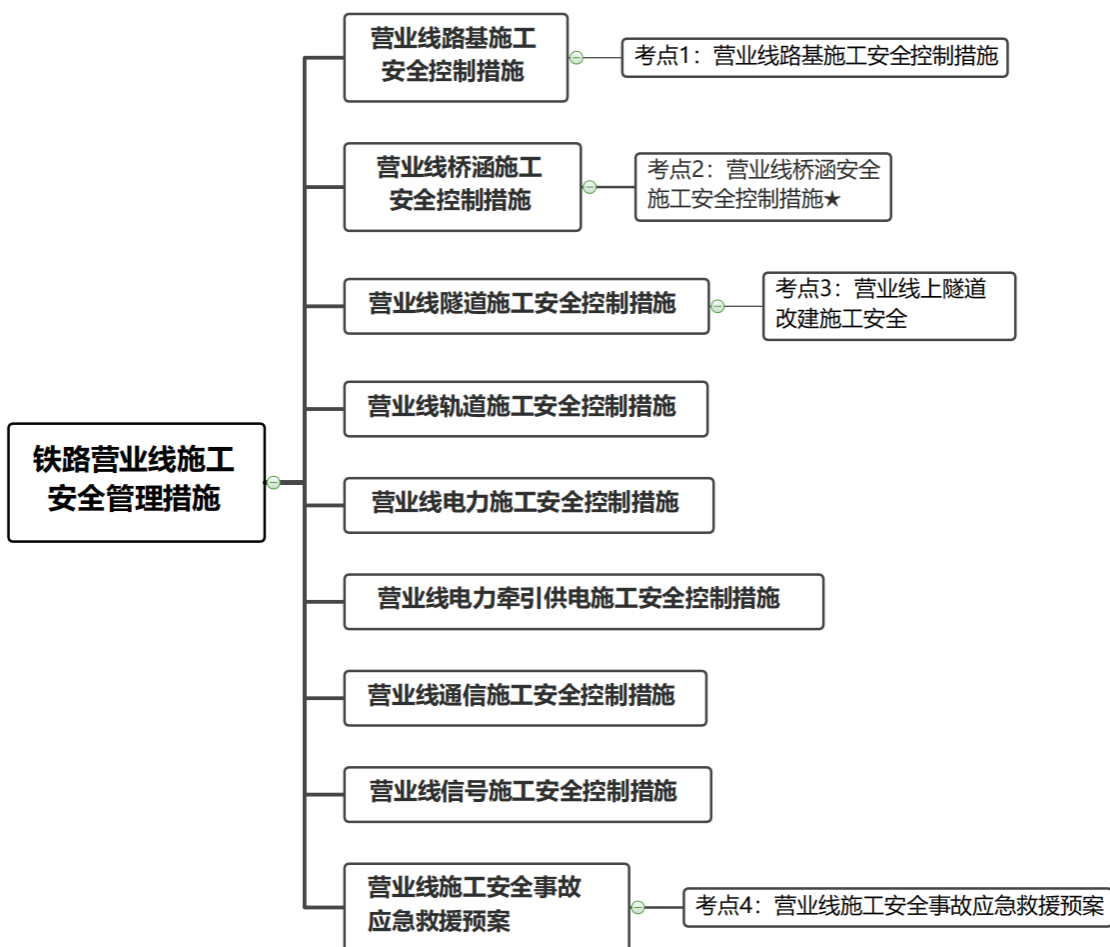 营业线路基施工
安全控制措施
考点1：营业线路基施工安全控制措施
营业线桥涵施工
安全控制措施
考点2：营业线桥涵安全
施工安全控制措施★
营业线隧道施工安全控制措施
考点3：营业线上隧道
改建施工安全
营业线轨道施工安全控制措施
铁路营业线施工
安全管理措施
营业线电力施工安全控制措施
营业线电力牵引供电施工安全控制措施
营业线通信施工安全控制措施
营业线信号施工安全控制措施
营业线施工安全事故
应急救援预案
考点4：营业线施工安全事故应急救援预案